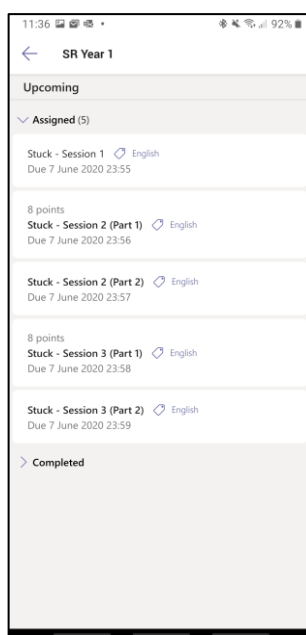 11:36 92%
SR Year 1
Upcoming
Assigned (5)
Stuck - Session 1 English
Due 7 June 2020 23:55
8 points
Stuck - Session 2 (Part 1) English
Due 7 June 2020 23:56
Stuck - Session 2 (Part 2) English
Due 7 June 2020 23:57
8 points
Stuck - Session 3 (Part 1) English
Due 7 June 2020 23:58
Stuck - Session 3 (Part 2) English
Due 7 June 2020 23:59
Completed